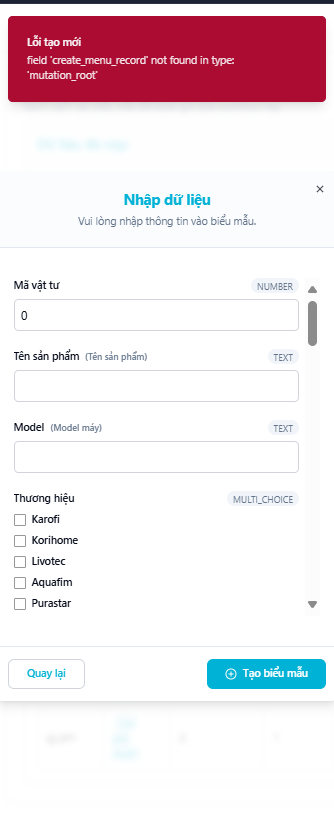 Lỗi tạo mới
field 'create_menu_record' not found in type:
'mutation_root'
×
Nhập dữ liệu
Vui lòng nhập thông tin vào biểu mẫu.
Mã vật tư NUMBER
0
Tên sản phẩm (Tên sản phẩm) TEXT
Model (Model máy) TEXT
Thương hiệu MULTI_CHOICE
Karofi
Korihome
Livotec
Aquafim
Purastar
Quay lại
Tạo biểu mẫu